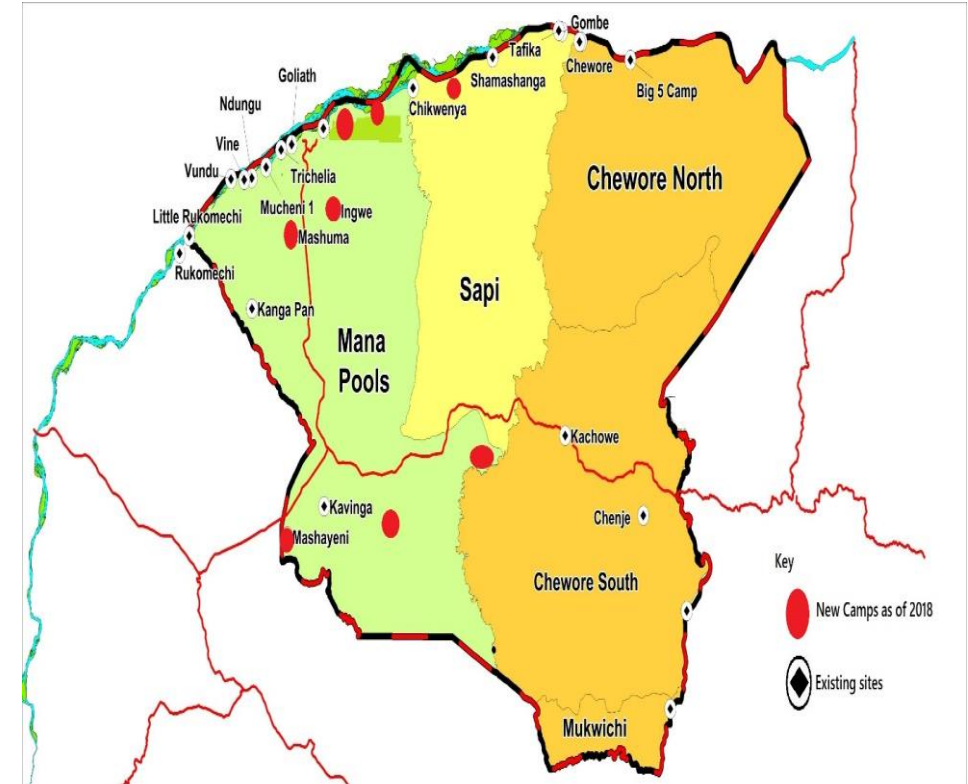 Gombe
Tafika
Goliath
Shamashanga
Chewore
Big 5 Camp
Ndungu
Chikwenya
Vine
Vundu
Trichelia
Chewore North
Mucheni 1
Ingwe
Little Rukomechi
Mashuma
Rukomechi
Sapi
Kanga Pan
Mana
Pools
Kachowe
Kavinga
Chenje
Mashayeni
Key
Chewore South
New Camps as of 2018
Existing sites
Mukwichi